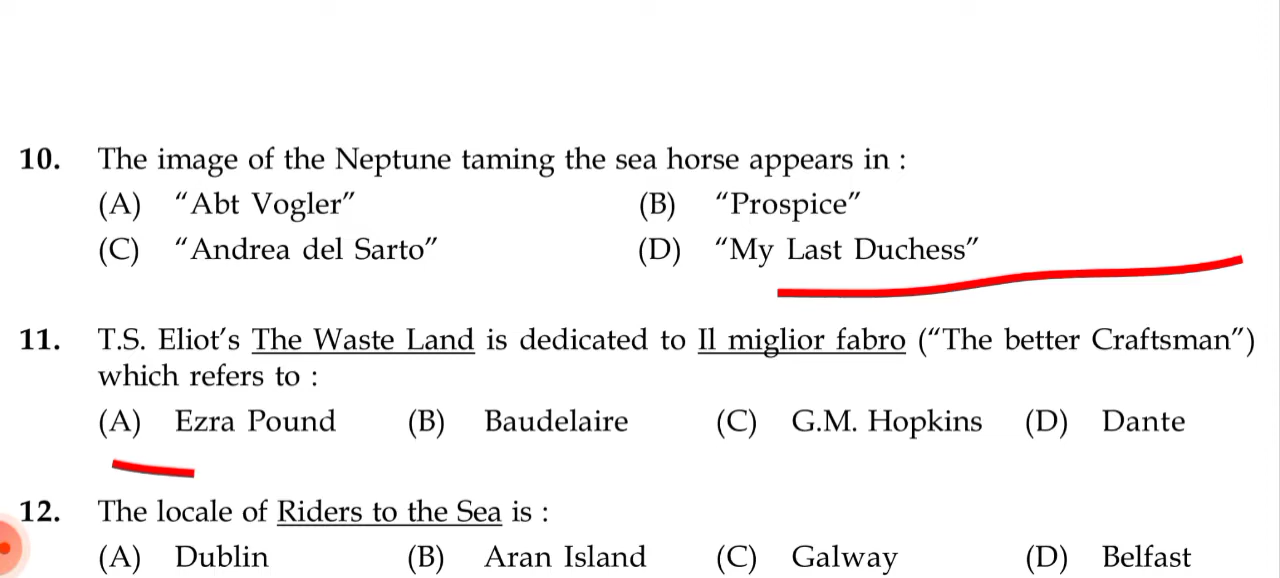 10. The image of the Neptune taming the sea horse appears in :
(A) "Abt Vogler" (B) "Prospice"
(C) "Andrea del Sarto" (D) "My Last Duchess"
11. T.S. Eliot's The Waste Land is dedicated to Il miglior fabro ("The better Craftsman")
which refers to :
(A) Ezra Pound (B) Baudelaire (C) G.M. Hopkins (D) Dante
12. The locale of Riders to the Sea is :
(A) Dublin (B) Aran Island (C) Galway (D) Belfast